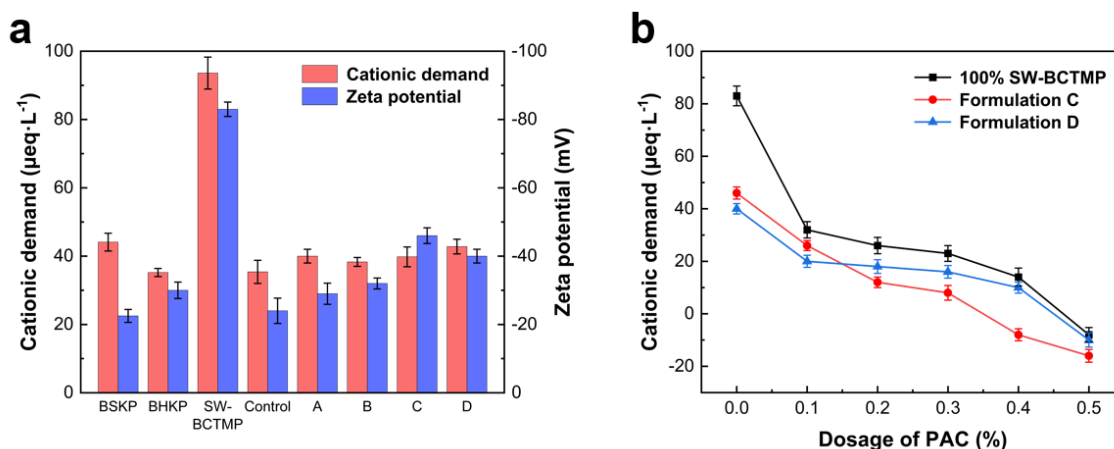 a
Cationic demand (μeq·L⁻¹)
100
80
60
40
20
0
Cationic demand
Zeta potential
BSKP
BHKP
SW-
BCTMP
Control
A
B
C
D
-100
-80
-60
-40
-20
0
Zeta potential (mV)
b
Cationic demand (μeq·L⁻¹)
100
80
60
40
20
0
-20
100% SW-BCTMP
Formulation C
Formulation D
0.0
0.1
0.2
0.3
0.4
0.5
Dosage of PAC (%)